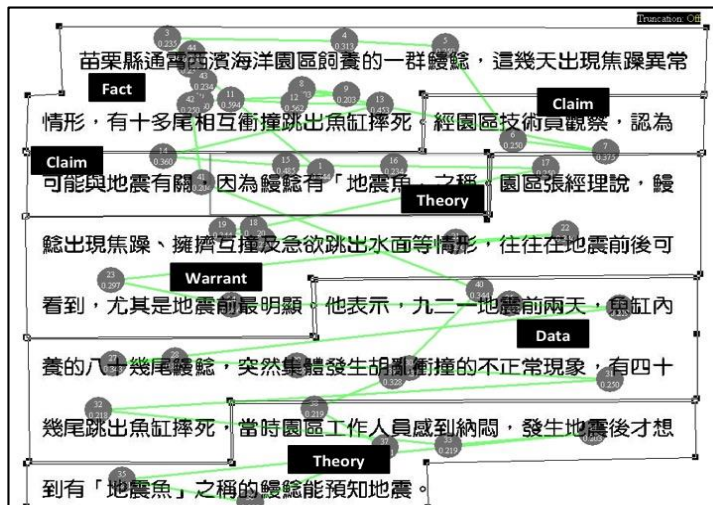 Truncation: Off
苗栗縣通霄西濱海洋園區飼養的一群鰻鯰，這幾天出現焦躁異常
Fact
Claim
情形，有十多尾相互衝撞跳出魚缸摔死。經園區技術員觀察，認為
Claim
可能與地震有關，因為鰻鯰有「地震魚」之稱。園區張經理說，鰻
Theory
鯰出現焦躁、擁擠互撞及急欲跳出水面等情形，往往在地震前後可
Warrant
看到，尤其是地震前最明顯。他表示，九二一地震前兩天，魚缸內
Data
養的八十幾尾鰻鯰，突然集體發生胡亂衝撞的不正常現象，有四十
幾尾跳出魚缸摔死，當時園區工作人員感到納悶，發生地震後才想
Theory
到有「地震魚」之稱的鰻鯰能預知地震。